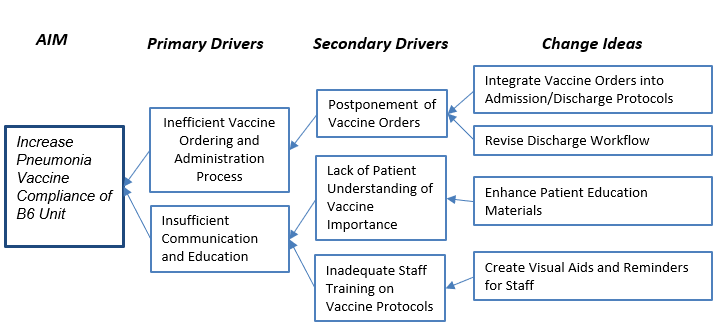 AIM
Primary Drivers
Secondary Drivers
Change Ideas
Increase
Pneumonia
Vaccine
Compliance of
B6 Unit
Inefficient Vaccine
Ordering and
Administration
Process
Insufficient
Communication
and Education
Postponement of
Vaccine Orders
Lack of Patient
Understanding of
Vaccine
Importance
Inadequate Staff
Training on
Vaccine Protocols
Integrate Vaccine Orders into
Admission/Discharge Protocols
Revise Discharge Workflow
Enhance Patient Education
Materials
Create Visual Aids and Reminders
for Staff